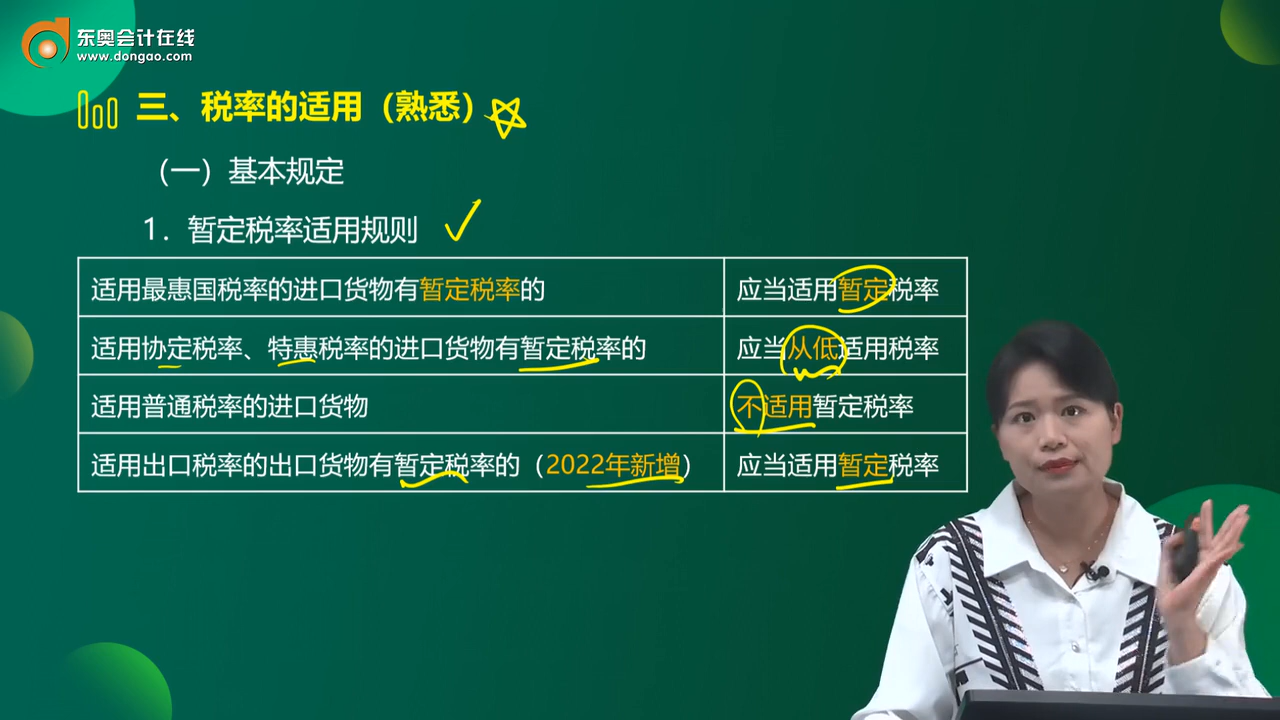 东奥会计在线
www.dongao.com
三、税率的适用（熟悉）
（一）基本规定
1．暂定税率适用规则
适用最惠国税率的进口货物有暂定税率的 应当适用暂定税率
适用协定税率、特惠税率的进口货物有暂定税率的 应当从低适用税率
适用普通税率的进口货物 不适用暂定税率
适用出口税率的出口货物有暂定税率的（2022年新增） 应当适用暂定税率